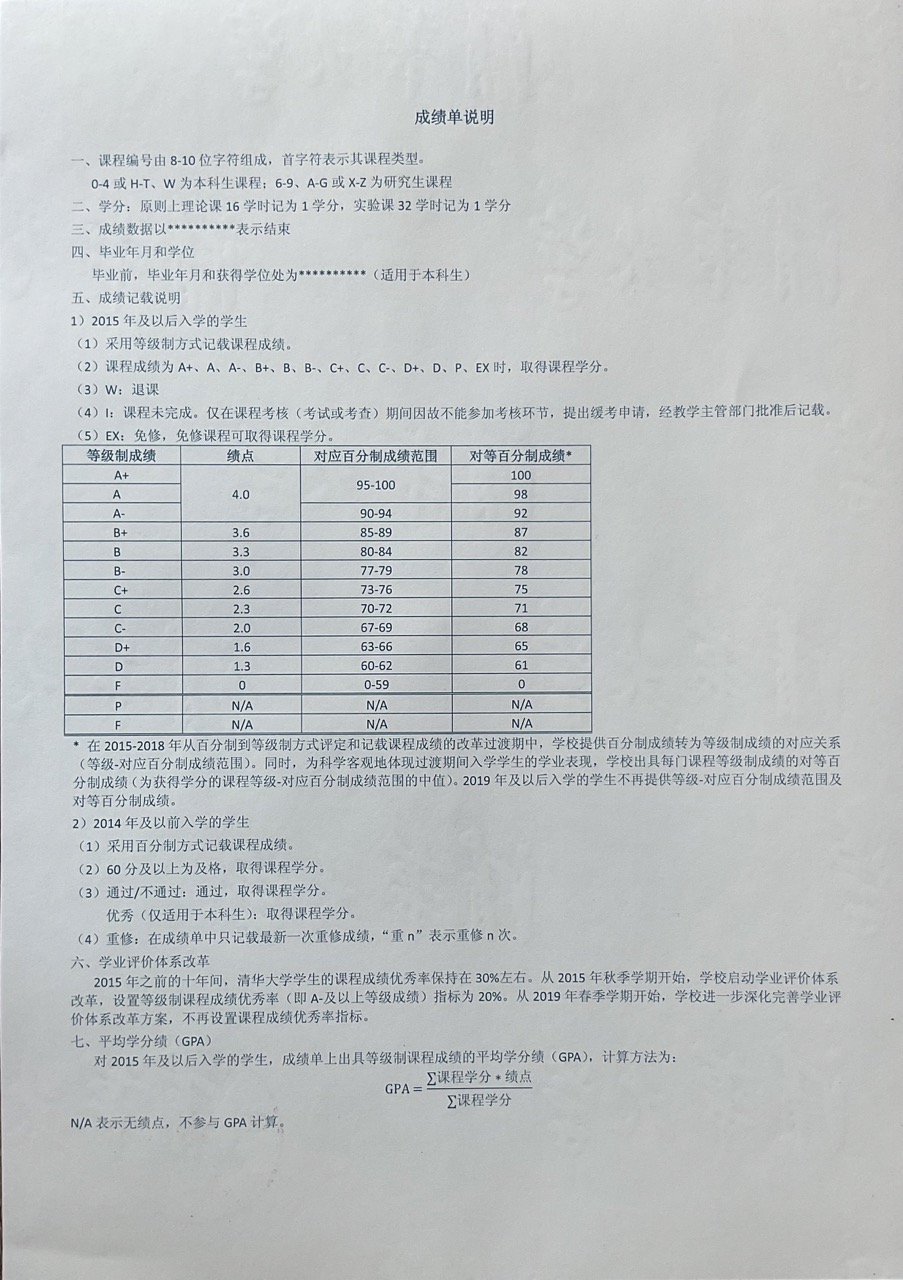 成绩单说明
一、课程编号由 8-10 位字符组成，首字符表示其课程类型。
0-4 或 H-T、W 为本科生课程；6-9、A-G 或 X-Z 为研究生课程
二、学分：原则上理论课 16 学时记为 1 学分，实验课 32 学时记为 1 学分
三、成绩数据以**********表示结束
四、毕业年月和学位
毕业前，毕业年月和获得学位处为**********（适用于本科生）
五、成绩记载说明
1）2015 年及以后入学的学生
（1）采用等级制方式记载课程成绩。
（2）课程成绩为 A+、A、A-、B+、B、B-、C+、C、C-、D+、D、P、EX 时，取得课程学分。
（3）W：退课
（4）I：课程未完成。仅在课程考核（考试或考查）期间因故不能参加考核环节，提出缓考申请，经教学主管部门批准后记载。
（5）EX：免修，免修课程可取得课程学分。
等级制成绩 绩点 对应百分制成绩范围 对等百分制成绩*
A+ 4.0 95-100 100
A 98
A- 90-94 92
B+ 3.6 85-89 87
B 3.3 80-84 82
B- 3.0 77-79 78
C+ 2.6 73-76 75
C 2.3 70-72 71
C- 2.0 67-69 68
D+ 1.6 63-66 65
D 1.3 60-62 61
F 0 0-59 0
P N/A N/A N/A
F N/A N/A N/A
* 在 2015-2018 年从百分制到等级制方式评定和记载课程成绩的改革过渡期中，学校提供百分制成绩转为等级制成绩的对应关系
（等级-对应百分制成绩范围）。同时，为科学客观地体现过渡期间入学学生的学业表现，学校出具每门课程等级制成绩的对等百
分制成绩（为获得学分的课程等级-对应百分制成绩范围的中值）。2019 年及以后入学的学生不再提供等级-对应百分制成绩范围及
对等百分制成绩。
2）2014 年及以前入学的学生
（1）采用百分制方式记载课程成绩。
（2）60 分及以上为及格，取得课程学分。
（3）通过/不通过：通过，取得课程学分。
优秀（仅适用于本科生）：取得课程学分。
（4）重修：在成绩单中只记载最新一次重修成绩，“重 n”表示重修 n 次。
六、学业评价体系改革
2015 年之前的十年间，清华大学学生的课程成绩优秀率保持在 30%左右。从 2015 年秋季学期开始，学校启动学业评价体系
改革，设置等级制课程成绩优秀率（即 A-及以上等级成绩）指标为 20%。从 2019 年春季学期开始，学校进一步深化完善学业评
价体系改革方案，不再设置课程成绩优秀率指标。
七、平均学分绩（GPA）
对 2015 年及以后入学的学生，成绩单上出具等级制课程成绩的平均学分绩（GPA），计算方法为：
GPA = ∑课程学分 * 绩点
∑课程学分
N/A 表示无绩点，不参与 GPA 计算。